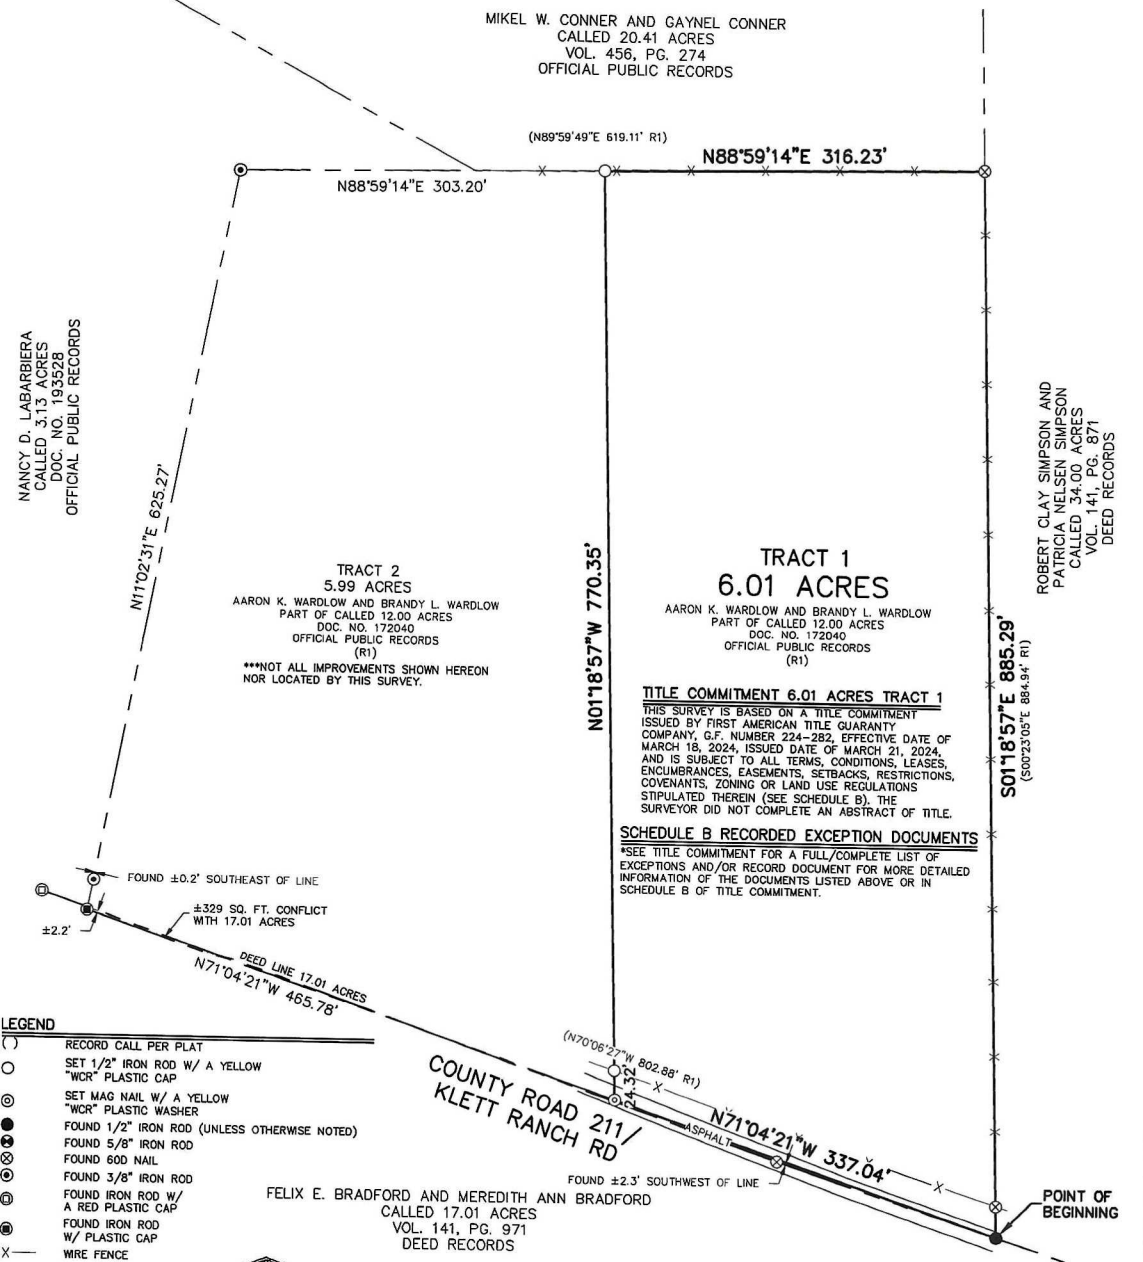 MIKEL W. CONNER AND GAYNEL CONNER
CALLED 20.41 ACRES
VOL. 456, PG. 274
OFFICIAL PUBLIC RECORDS
(N89°59'49"E 619.11' R1)
N88°59'14"E 316.23'
N88°59'14"E 303.20'
NANCY D. LABARBIERA
CALLED 3.13 ACRES
DOC. NO. 193528
OFFICIAL PUBLIC RECORDS
N11°02'31"E 625.27'
TRACT 2
5.99 ACRES
AARON K. WARDLOW AND BRANDY L. WARDLOW
PART OF CALLED 12.00 ACRES
DOC. NO. 172040
OFFICIAL PUBLIC RECORDS
(R1)
***NOT ALL IMPROVEMENTS SHOWN HEREON
NOR LOCATED BY THIS SURVEY.
N01°18'57"W 770.35'
TRACT 1
6.01 ACRES
AARON K. WARDLOW AND BRANDY L. WARDLOW
PART OF CALLED 12.00 ACRES
DOC. NO. 172040
OFFICIAL PUBLIC RECORDS
(R1)
TITLE COMMITMENT 6.01 ACRES TRACT 1
THIS SURVEY IS BASED ON A TITLE COMMITMENT
ISSUED BY FIRST AMERICAN TITLE GUARANTY
COMPANY, G.F. NUMBER 224-282, EFFECTIVE DATE OF
MARCH 18, 2024, ISSUED DATE OF MARCH 21, 2024,
AND IS SUBJECT TO ALL TERMS, CONDITIONS, LEASES,
ENCUMBRANCES, EASEMENTS, SETBACKS, RESTRICTIONS,
COVENANTS, ZONING OR LAND USE REGULATIONS
STIPULATED THEREIN (SEE SCHEDULE B). THE
SURVEYOR DID NOT COMPLETE AN ABSTRACT OF TITLE.
SCHEDULE B RECORDED EXCEPTION DOCUMENTS
*SEE TITLE COMMITMENT FOR A FULL/COMPLETE LIST OF
EXCEPTIONS AND/OR RECORD DOCUMENT FOR MORE DETAILED
INFORMATION OF THE DOCUMENTS LISTED ABOVE OR IN
SCHEDULE B OF TITLE COMMITMENT.
S01°18'57"E 885.29'
(S00°23'05"E 884.94' R1)
ROBERT CLAY SIMPSON AND
PATRICIA NELSEN SIMPSON
CALLED 34.00 ACRES
VOL. 141, PG. 871
DEED RECORDS
FOUND ±0.2' SOUTHEAST OF LINE
±329 SQ. FT. CONFLICT
WITH 17.01 ACRES
±2.2'
DEED LINE 17.01 ACRES
N71°04'21"W 465.78'
(N70°06'27"W 802.88' R1)
24.32'
COUNTY ROAD 211/
KLETT RANCH RD
ASPHALT
N71°04'21"W 337.04'
FOUND ±2.3' SOUTHWEST OF LINE
POINT OF
BEGINNING
FELIX E. BRADFORD AND MEREDITH ANN BRADFORD
CALLED 17.01 ACRES
VOL. 141, PG. 971
DEED RECORDS
LEGEND
( ) RECORD CALL PER PLAT
SET 1/2" IRON ROD W/ A YELLOW
"WCR" PLASTIC CAP
SET MAG NAIL W/ A YELLOW
"WCR" PLASTIC WASHER
FOUND 1/2" IRON ROD (UNLESS OTHERWISE NOTED)
FOUND 5/8" IRON ROD
FOUND 60D NAIL
FOUND 3/8" IRON ROD
FOUND IRON ROD W/
A RED PLASTIC CAP
FOUND IRON ROD
W/ PLASTIC CAP
X WIRE FENCE